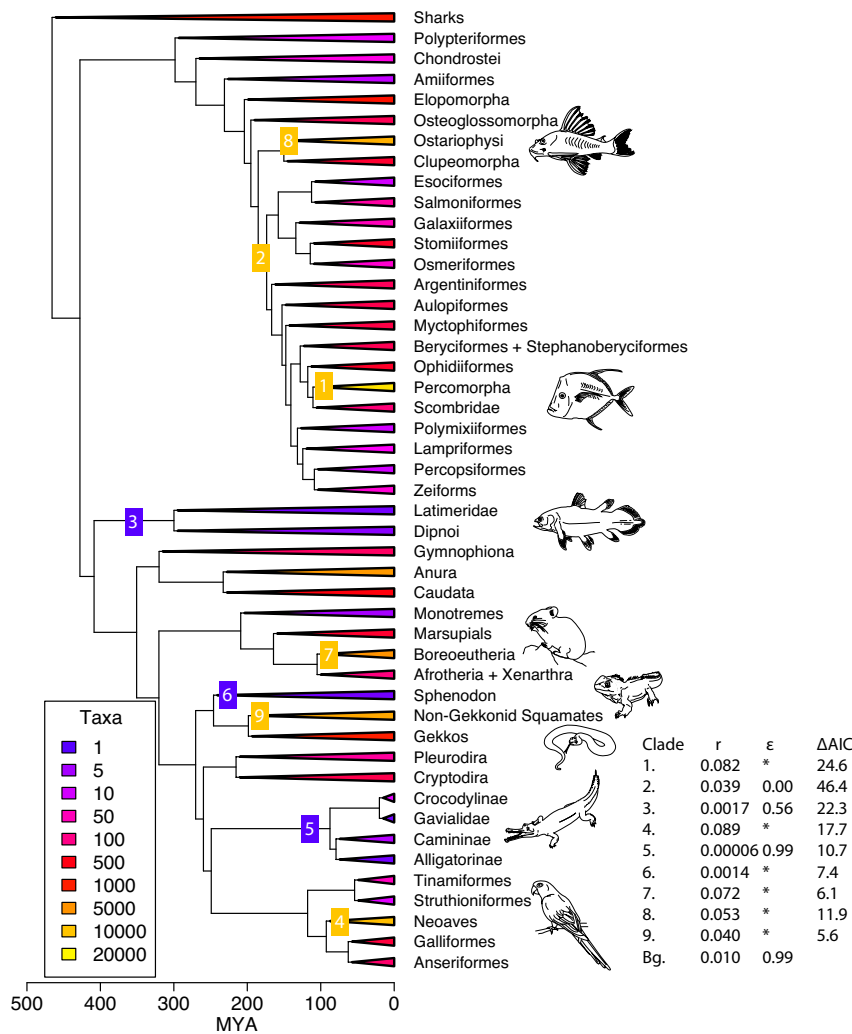 Sharks
Polypteriformes
Chondrostei
Amiiformes
Elopomorpha
Osteoglossomorpha
8 Ostariophysi
Clupeomorpha
Esociformes
Salmoniformes
Galaxiiformes
Stomiiformes
2 Osmeriformes
Argentiniformes
Aulopiformes
Myctophiformes
Beryciformes + Stephanoberyciformes
Ophidiiformes
1 Percomorpha
Scombridae
Polymixiiformes
Lampriformes
Percopsiformes
Zeiforms
Latimeridae
3 Dipnoi
Gymnophiona
Anura
Caudata
Monotremes
Marsupials
7 Boreoeutheria
Afrotheria + Xenarthra
6 Sphenodon
9 Non-Gekkonid Squamates
Gekkos
Pleurodira
Cryptodira
Crocodylinae
5 Gavialidae
Camininae
Alligatorinae
Tinamiformes
Struthioniformes
4 Neoaves
Galliformes
Anseriformes
Taxa
1
5
10
50
100
500
1000
5000
10000
20000
Clade r ε ΔAIC
1. 0.082 * 24.6
2. 0.039 0.00 46.4
3. 0.0017 0.56 22.3
4. 0.089 * 17.7
5. 0.00006 0.99 10.7
6. 0.0014 * 7.4
7. 0.072 * 6.1
8. 0.053 * 11.9
9. 0.040 * 5.6
Bg. 0.010 0.99
500 400 300 200 100 0
MYA